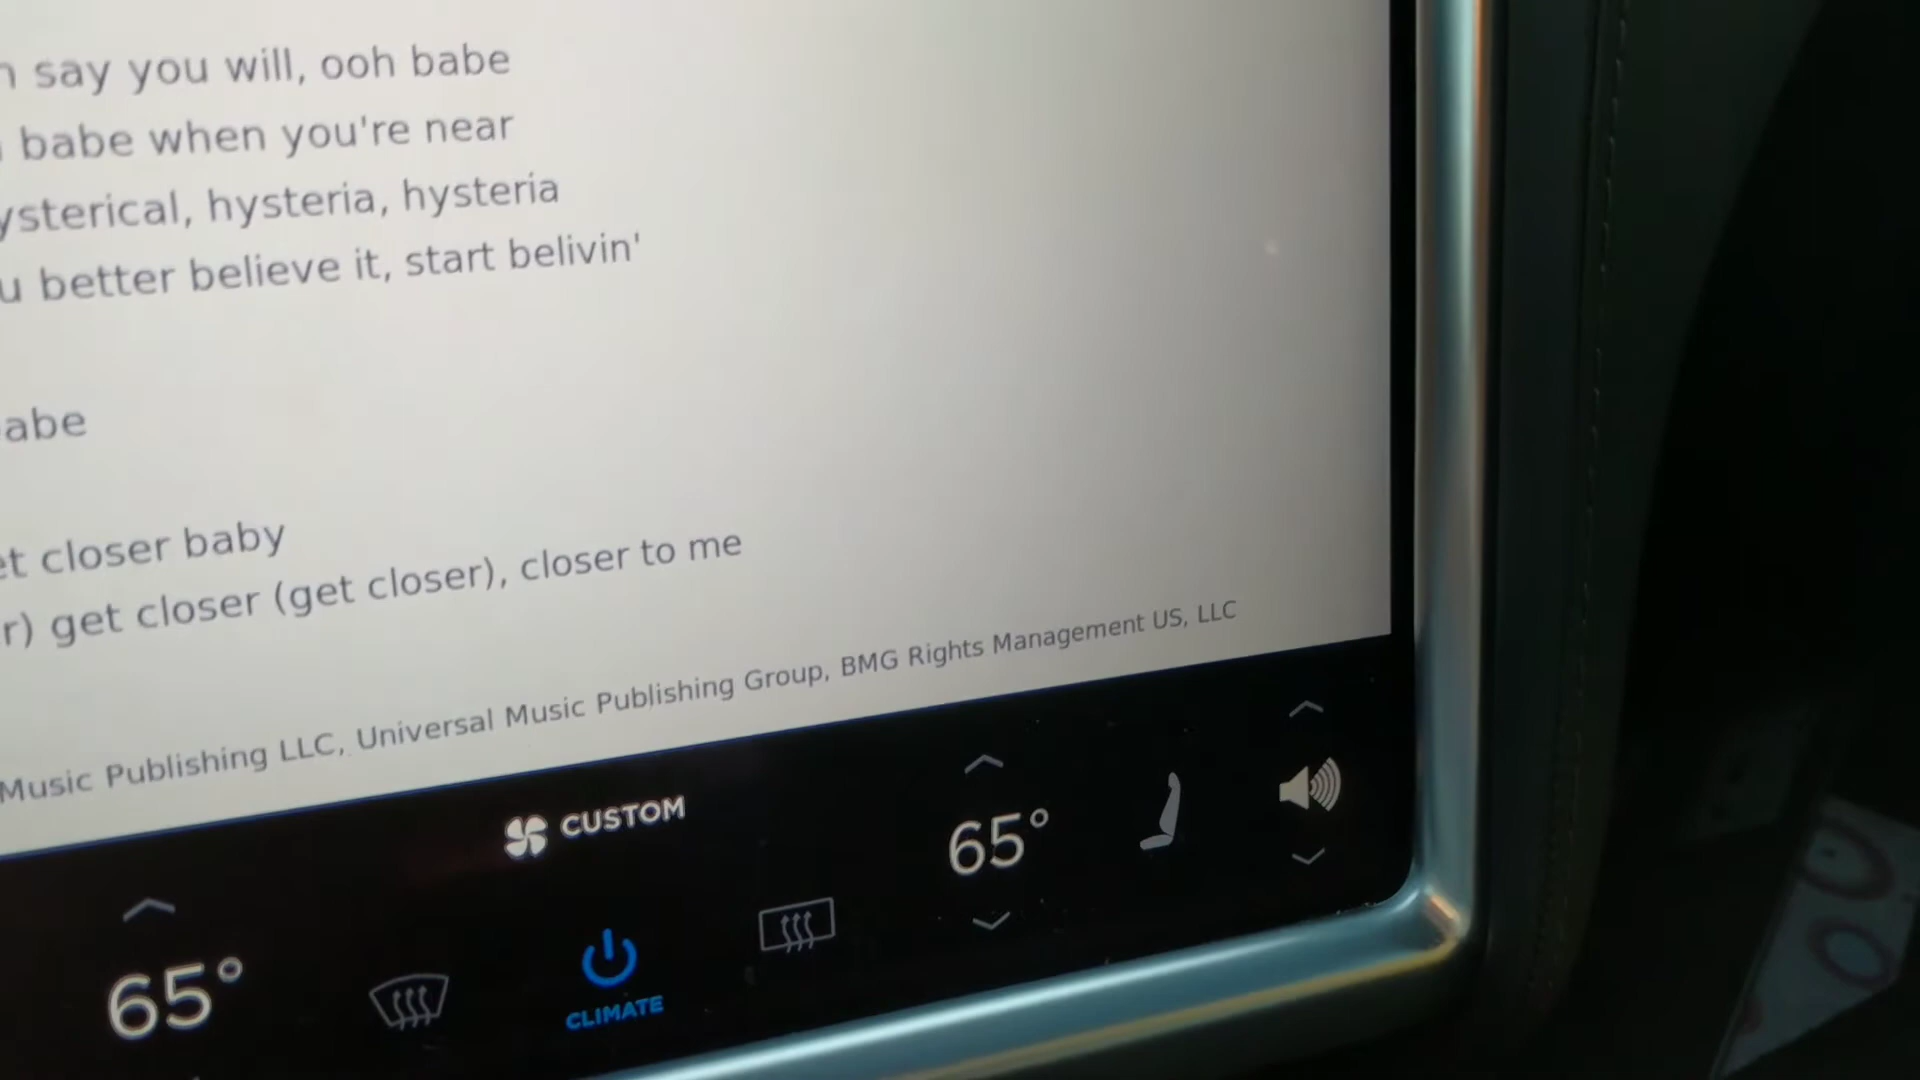 say you will, ooh babe
babe when you're near
ysterical, hysteria, hysteria
u better believe it, start belivin'
abe
et closer baby
r) get closer (get closer), closer to me
Music Publishing LLC, Universal Music Publishing Group, BMG Rights Management US, LLC
CUSTOM
65°
65°
CLIMATE